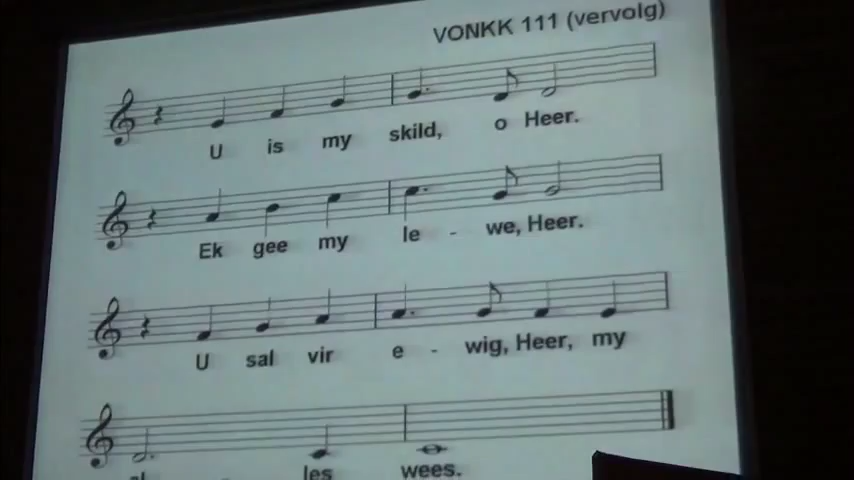 VONKK 111 (vervolg)
U is my skild, o Heer.
Ek gee my le - we, Heer.
U sal vir e - wig, Heer, my
- les wees.